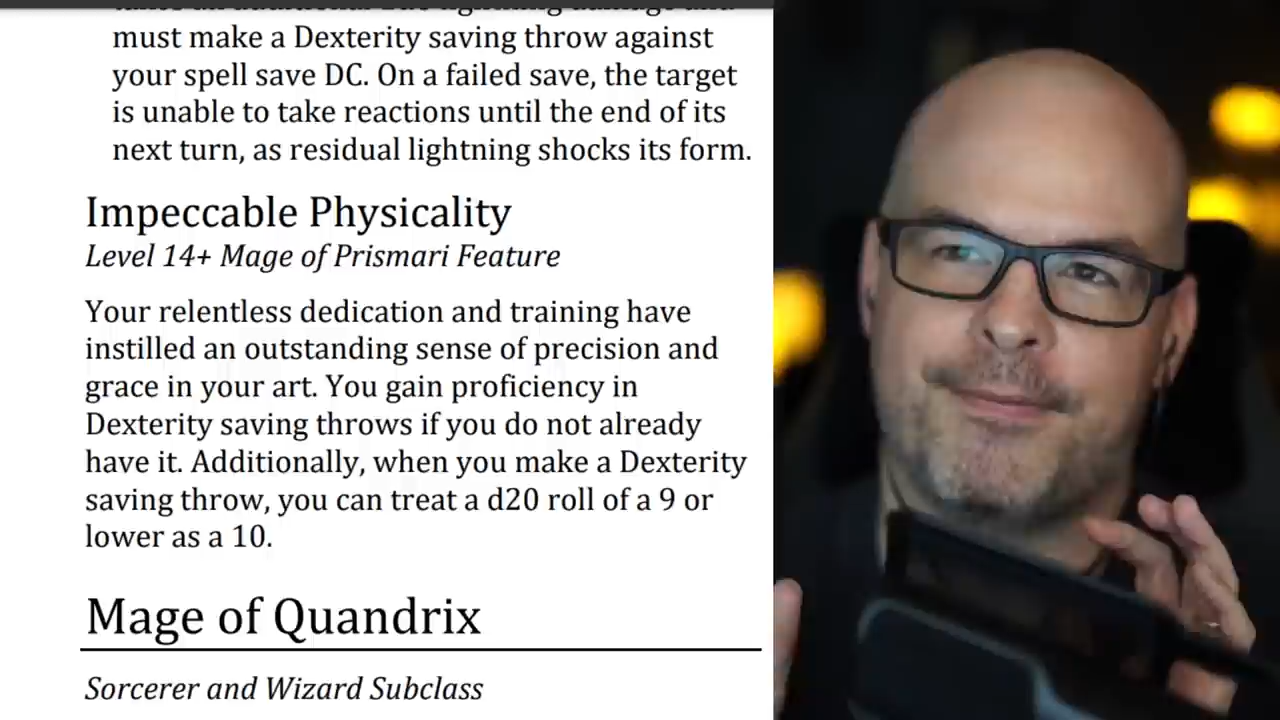 must make a Dexterity saving throw against
your spell save DC. On a failed save, the target
is unable to take reactions until the end of its
next turn, as residual lightning shocks its form.
Impeccable Physicality
Level 14+ Mage of Prismari Feature
Your relentless dedication and training have
instilled an outstanding sense of precision and
grace in your art. You gain proficiency in
Dexterity saving throws if you do not already
have it. Additionally, when you make a Dexterity
saving throw, you can treat a d20 roll of a 9 or
lower as a 10.
Mage of Quandrix
Sorcerer and Wizard Subclass